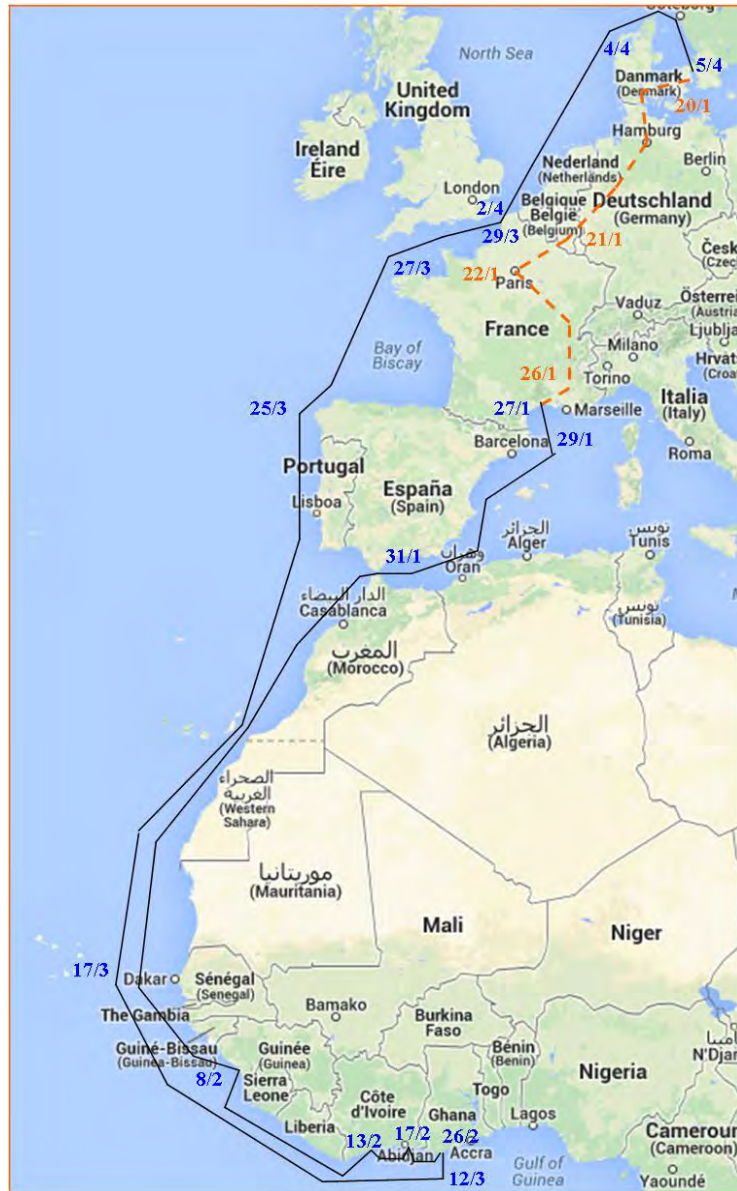 Göteborg
4/4
5/4
North Sea
Danmark
(Denmark)
United
Kingdom
20/1
Hamburg
Ireland
Éire
Nederland
(Netherlands)
Berlin
London
Belgique
België
(Belgium)
Deutschland
(Germany)
2/4
29/3
21/1
Česk
(Czec
27/3
22/1
Paris
Vaduz
Österreic
(Austria
France
Ljublja
Bay of
Biscay
Milano
Hrvats
(Croat
26/1
Torino
Italia
(Italy)
25/3
27/1
Marseille
29/1
Barcelona
Roma
Portugal
España
(Spain)
Lisboa
الجزائر
Alger
تونس
Tunis
وهران
Oran
31/1
الدار البيضاء
Casablanca
تونس
(Tunisia)
المغرب
(Morocco)
الجزائر
(Algeria)
الصحراء
الغربية
(Western
Sahara)
موريتانيا
(Mauritania)
Mali
Niger
17/3
Dakar
Sénégal
(Senegal)
The Gambia
Bamako
Burkina
Faso
N'Djam
Guiné-Bissau
(Guinea-Bissau)
Guinée
(Guinea)
Bénin
(Benin)
8/2
Sierra
Leone
Nigeria
Togo
Côte
d'Ivoire
Ghana
Liberia
Lagos
13/2
17/2
26/2
Abidjan
Accra
Cameroun
(Cameroon)
12/3
Gulf of
Guinea
Yaoundé